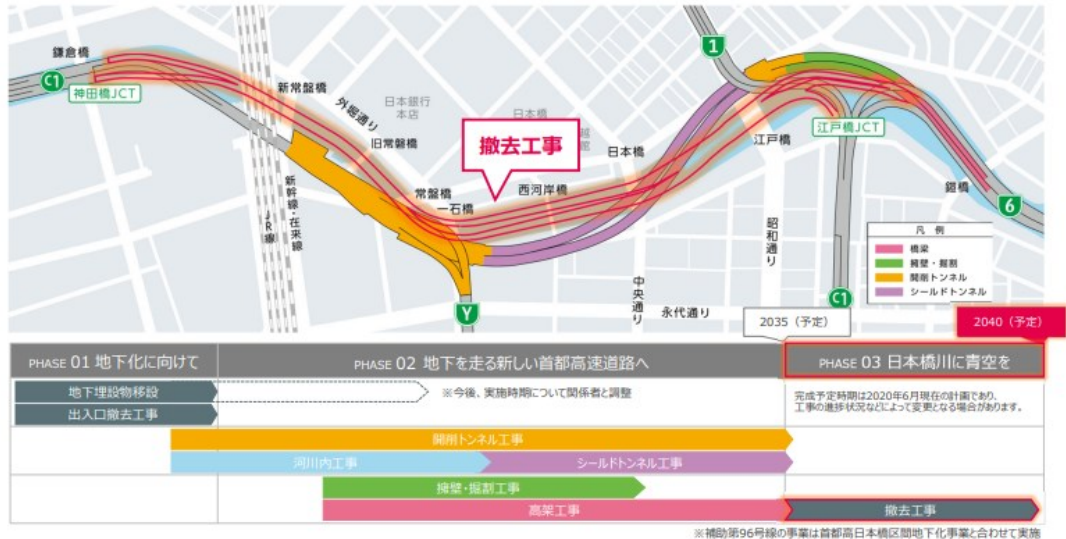 鎌倉橋
C1
神田橋JCT
新常盤橋
外堀通り
日本銀行
本店
旧常盤橋
新幹線・在来線
JR線
常盤橋
一石橋
撤去工事
日本橋
西河岸橋
日本橋
1
江戸橋
江戸橋JCT
鎧橋
6
昭和通り
中央通り
永代通り
Y
C1
凡 例
橋梁
擁壁・掘割
開削トンネル
シールドトンネル
2035（予定）
2040（予定）
PHASE 01 地下化に向けて
PHASE 02 地下を走る新しい首都高速道路へ
PHASE 03 日本橋川に青空を
地下埋設物移設
※今後、実施時期について関係者と調整
出入口撤去工事
完成予定時期は2020年6月現在の計画であり、
工事の進捗状況などによって変更となる場合があります。
開削トンネル工事
河川内工事
シールドトンネル工事
擁壁・掘割工事
高架工事
撤去工事
※補助第96号線の事業は首都高日本橋区間地下化事業と合わせて実施